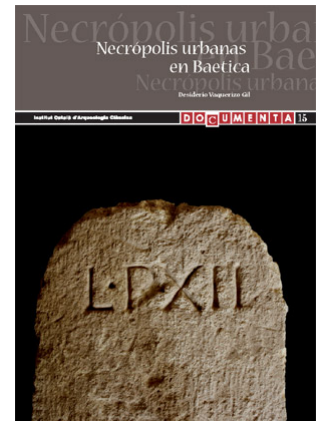 Necrópolis urbanas
en Baetica
Desiderio Vaquerizo Gil
Institut Català d'Arqueologia Clàssica
DOCUMENTA 15
L·P·XII